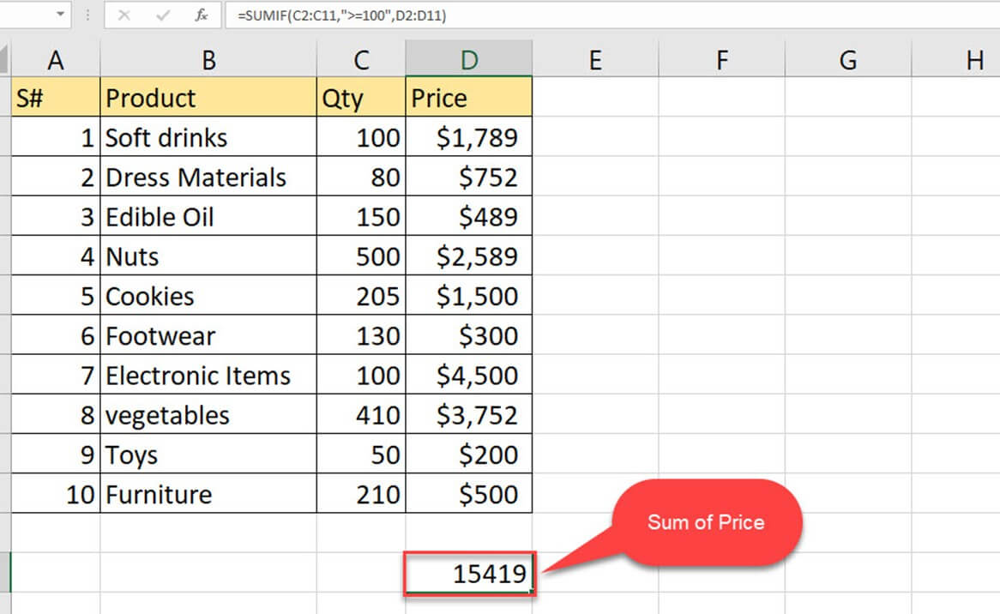 fx =SUMIF(C2:C11,">=100",D2:D11)
A B C D E F G H
S# Product Qty Price
1 Soft drinks 100 $1,789
2 Dress Materials 80 $752
3 Edible Oil 150 $489
4 Nuts 500 $2,589
5 Cookies 205 $1,500
6 Footwear 130 $300
7 Electronic Items 100 $4,500
8 vegetables 410 $3,752
9 Toys 50 $200
10 Furniture 210 $500
Sum of Price
15419